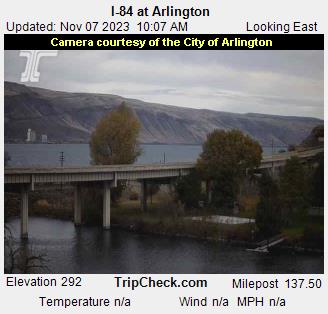 I-84 at Arlington
Updated: Nov 07 2023 10:07 AM Looking East
Camera courtesy of the City of Arlington
Elevation 292 TripCheck.com Milepost 137.50
Temperature n/a Wind n/a MPH n/a